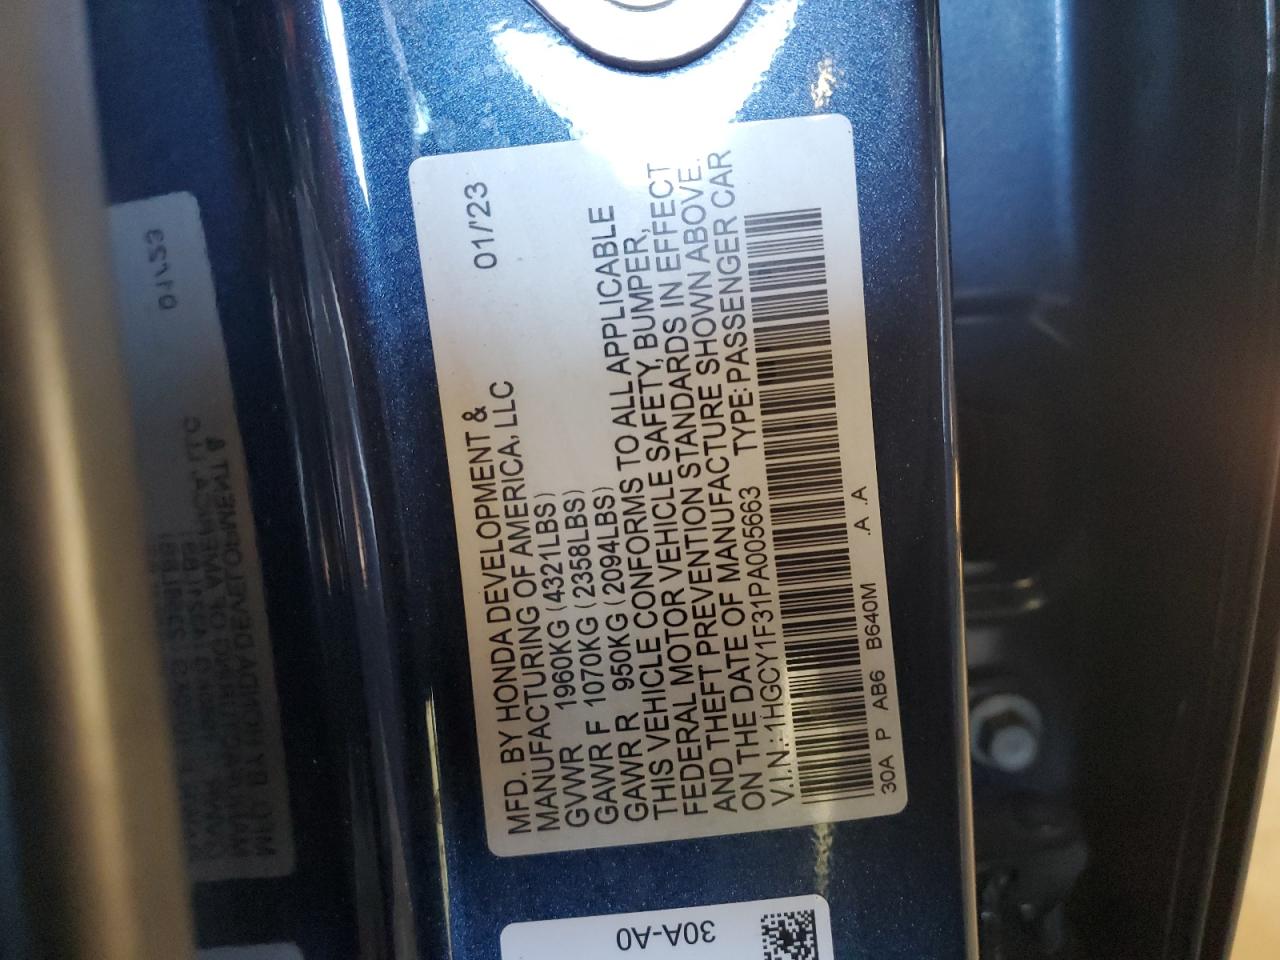 MFD. BY HONDA DEVELOPMENT &
MANUFACTURING OF AMERICA, LLC 01/'23
GVWR 1960KG (4321LBS)
GAWR F 1070KG (2358LBS)
GAWR R 950KG (2094LBS)
THIS VEHICLE CONFORMS TO ALL APPLICABLE
FEDERAL MOTOR VEHICLE SAFETY, BUMPER,
AND THEFT PREVENTION STANDARDS IN EFFECT
ON THE DATE OF MANUFACTURE SHOWN ABOVE.
V.I.N.: 1HGCY1F31PA005663 TYPE: PASSENGER CAR
30A P AB6 B640M .A .A
30A-A0